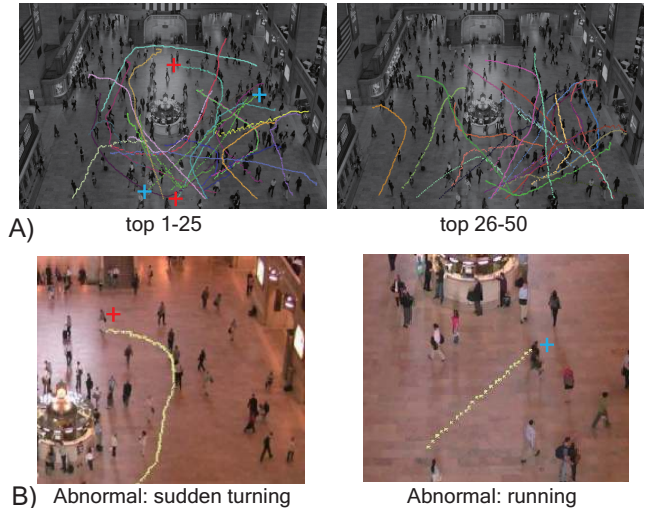 A)
top 1-25
top 26-50
B)
Abnormal: sudden turning
Abnormal: running